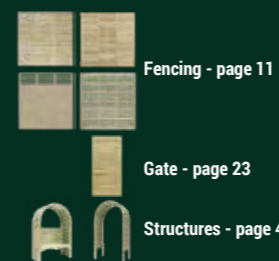 Fencing - page 11
Gate - page 23
Structures - page 4